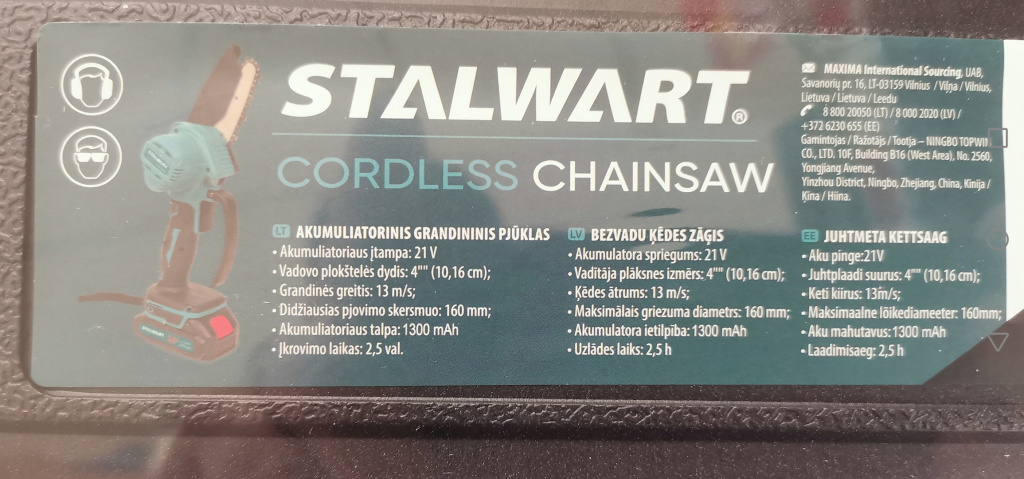 STALWART®
CORDLESS CHAINSAW
MAXIMA International Sourcing, UAB,
Savanorių pr. 16, LT-03159 Vilnius / Viļņa / Vilnius,
Lietuva / Lietuva / Leedu
8 800 20050 (LT) / 8 000 2020 (LV) /
+372 6230 655 (EE)
Gamintojas / Ražotājs / Tootja – NINGBO TOPWIN
CO., LTD. 10F, Building B16 (West Area), No. 2560,
Yongjiang Avenue,
Yinzhou District, Ningbo, Zhejiang, China, Kinija /
Ķīna / Hiina.
LT AKUMULIATORINIS GRANDININIS PJŪKLAS
• Akumuliatoriaus įtampa: 21 V
• Vadovo plokštelės dydis: 4"" (10,16 cm);
• Grandinės greitis: 13 m/s;
• Didžiausias pjovimo skersmuo: 160 mm;
• Akumuliatoriaus talpa: 1300 mAh
• Įkrovimo laikas: 2,5 val.
LV BEZVADU ĶĒDES ZĀĢIS
• Akumulatora spriegums: 21 V
• Vadītāja plāksnes izmērs: 4"" (10,16 cm);
• Ķēdes ātrums: 13 m/s;
• Maksimālais griezuma diametrs: 160 mm;
• Akumulatora ietilpība: 1300 mAh
• Uzlādes laiks: 2,5 h
EE JUHTMETA KETTSAAG
• Aku pinge:21V
• Juhtplaadi suurus: 4"" (10,16 cm);
• Keti kiirus: 13m/s;
• Maksimaalne lõikediameeter: 160mm;
• Aku mahutavus: 1300 mAh
• Laadimisaeg: 2,5 h
STALWART
STALWART